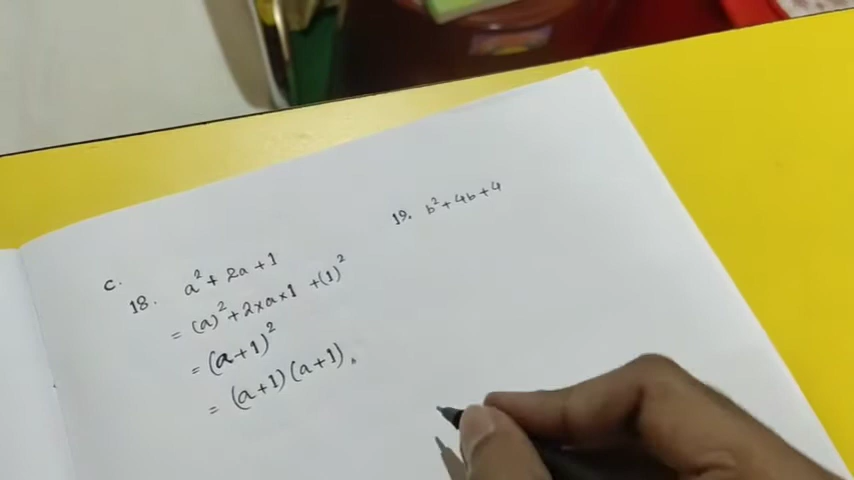 c.
18. a² + 2a + 1
= (a)² + 2 × a × 1 + (1)²
= (a+1)²
= (a+1)(a+1).
19. b² + 4b + 4